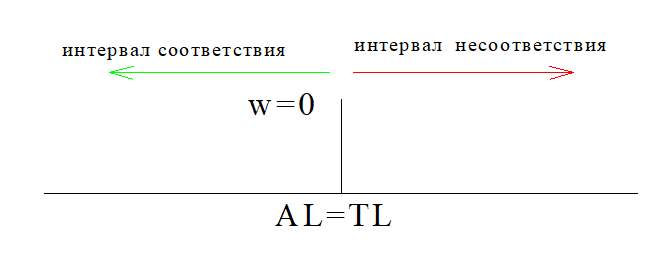 интервал соответствия
интервал несоответствия
w=0
AL=TL